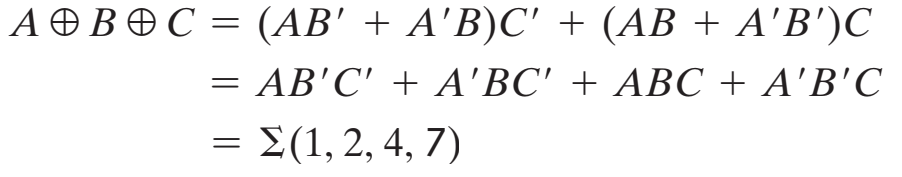 A ⊕ B ⊕ C = (AB′ + A′B)C′ + (AB + A′B′)C
= AB′C′ + A′BC′ + ABC + A′B′C
= Σ(1, 2, 4, 7)